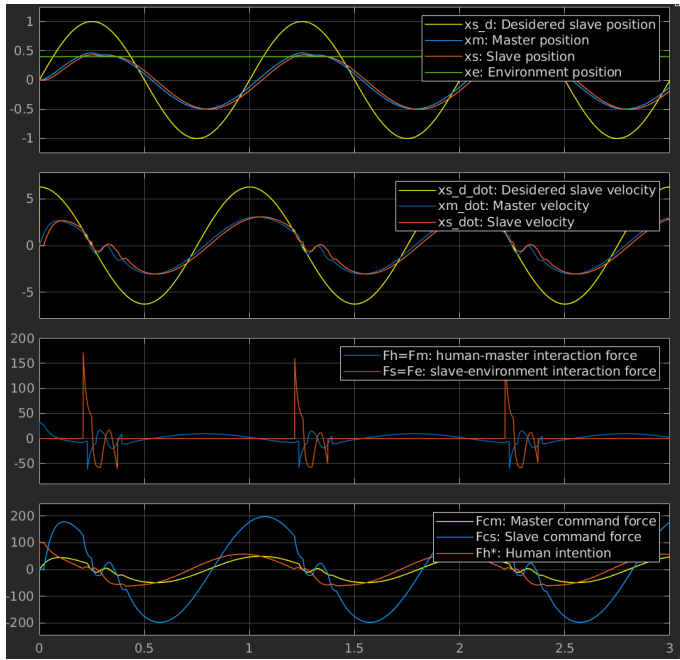 xs_d: Desidered slave position
xm: Master position
xs: Slave position
xe: Environment position
1
0.5
0
-0.5
-1
xs_d_dot: Desidered slave velocity
xm_dot: Master velocity
xs_dot: Slave velocity
5
0
-5
Fh=Fm: human-master interaction force
Fs=Fe: slave-environment interaction force
200
150
100
50
0
-50
Fcm: Master command force
Fcs: Slave command force
Fh*: Human intention
200
100
0
-100
-200
0
0.5
1
1.5
2
2.5
3